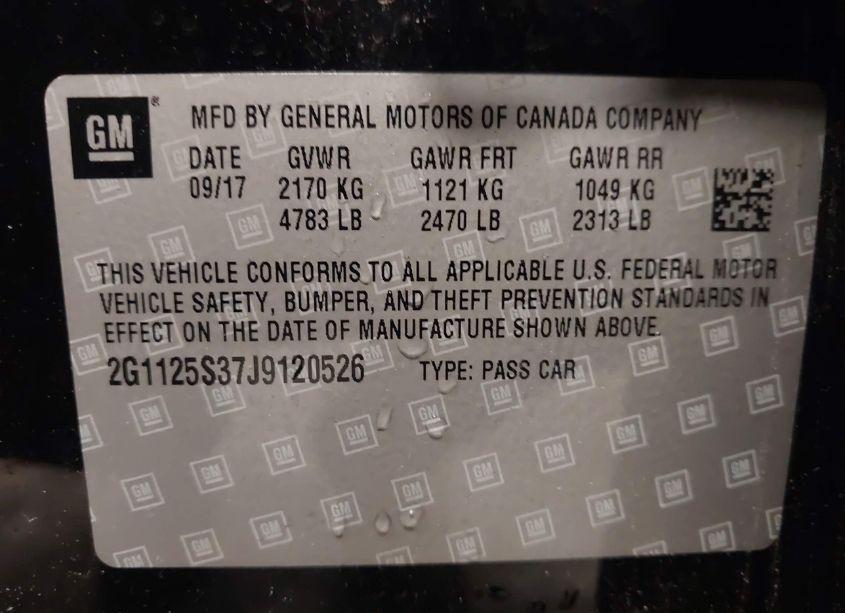 GM® MFD BY GENERAL MOTORS OF CANADA COMPANY
DATE GVWR GAWR FRT GAWR RR
09/17 2170 KG 1121 KG 1049 KG
4783 LB 2470 LB 2313 LB
THIS VEHICLE CONFORMS TO ALL APPLICABLE U.S. FEDERAL MOTOR
VEHICLE SAFETY, BUMPER, AND THEFT PREVENTION STANDARDS IN
EFFECT ON THE DATE OF MANUFACTURE SHOWN ABOVE.
2G1125S37J9120526 TYPE: PASS CAR